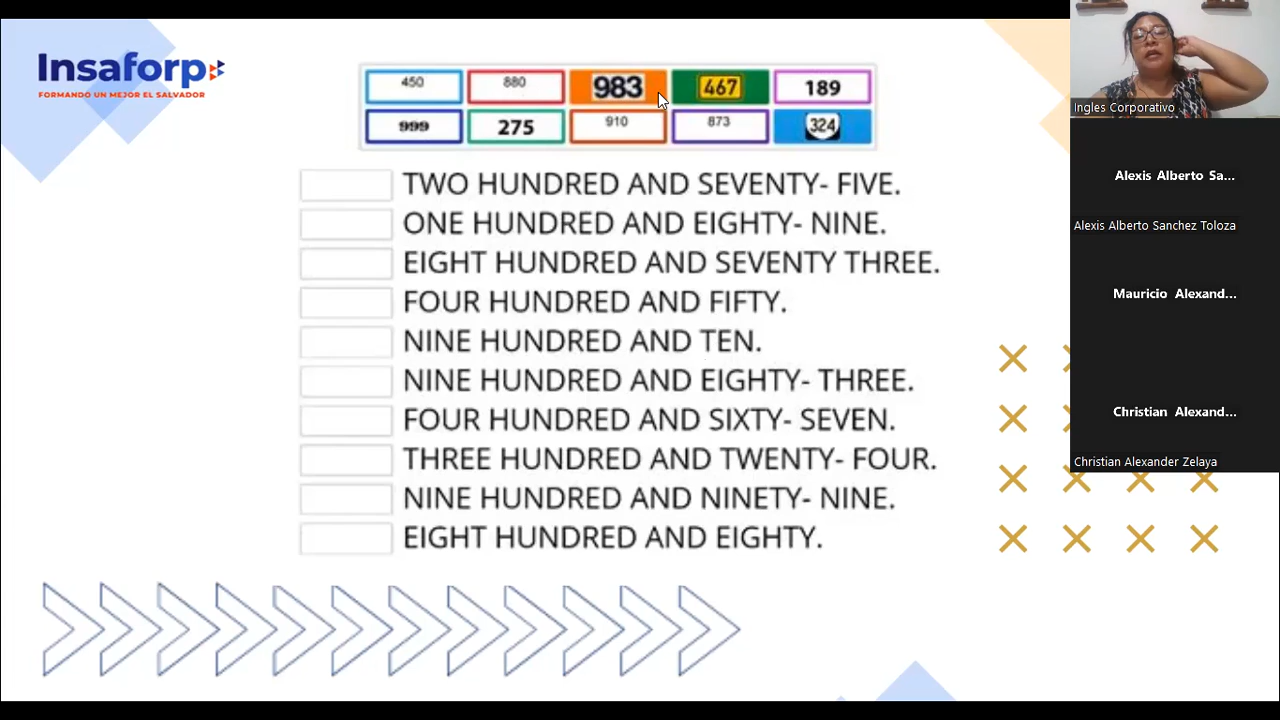 Insaforp
FORMANDO UN MEJOR EL SALVADOR
450 880 983 467 189
999 275 910 873 324
TWO HUNDRED AND SEVENTY- FIVE.
ONE HUNDRED AND EIGHTY- NINE.
EIGHT HUNDRED AND SEVENTY THREE.
FOUR HUNDRED AND FIFTY.
NINE HUNDRED AND TEN.
NINE HUNDRED AND EIGHTY- THREE.
FOUR HUNDRED AND SIXTY- SEVEN.
THREE HUNDRED AND TWENTY- FOUR.
NINE HUNDRED AND NINETY- NINE.
EIGHT HUNDRED AND EIGHTY.
Ingles Corporativo
Alexis Alberto Sa...
Alexis Alberto Sanchez Toloza
Mauricio Alexand...
Christian Alexand...
Christian Alexander Zelaya